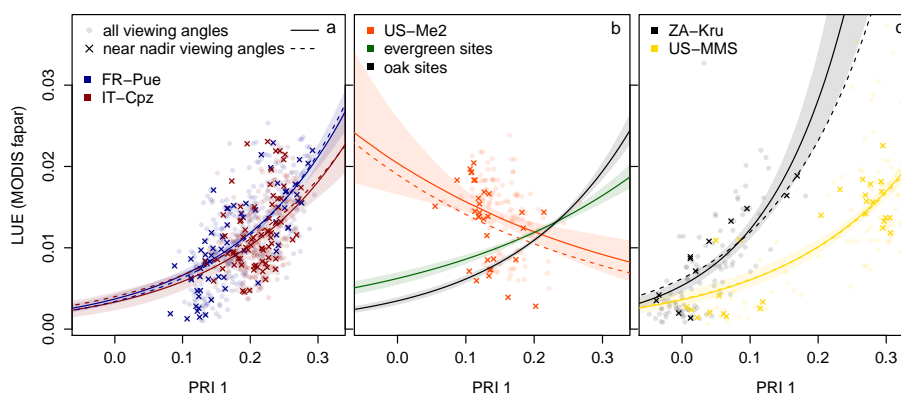 all viewing angles
near nadir viewing angles
FR−Pue
IT−Cpz
a
US−Me2
evergreen sites
oak sites
b
ZA−Kru
US−MMS
c
LUE (MODIS fapar)
0.00
0.01
0.02
0.03
0.0 0.1 0.2 0.3
0.0 0.1 0.2 0.3
0.0 0.1 0.2 0.3
PRI 1
PRI 1
PRI 1